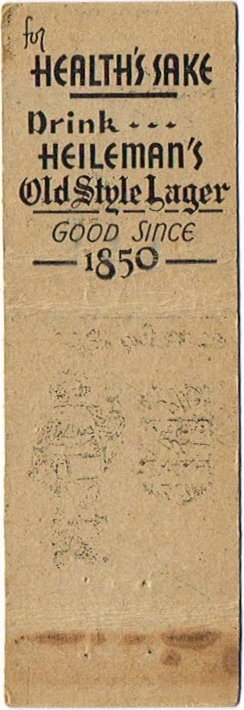 for
HEALTH'S SAKE
Drink ...
HEILEMAN'S
Old Style Lager
GOOD SINCE
1850